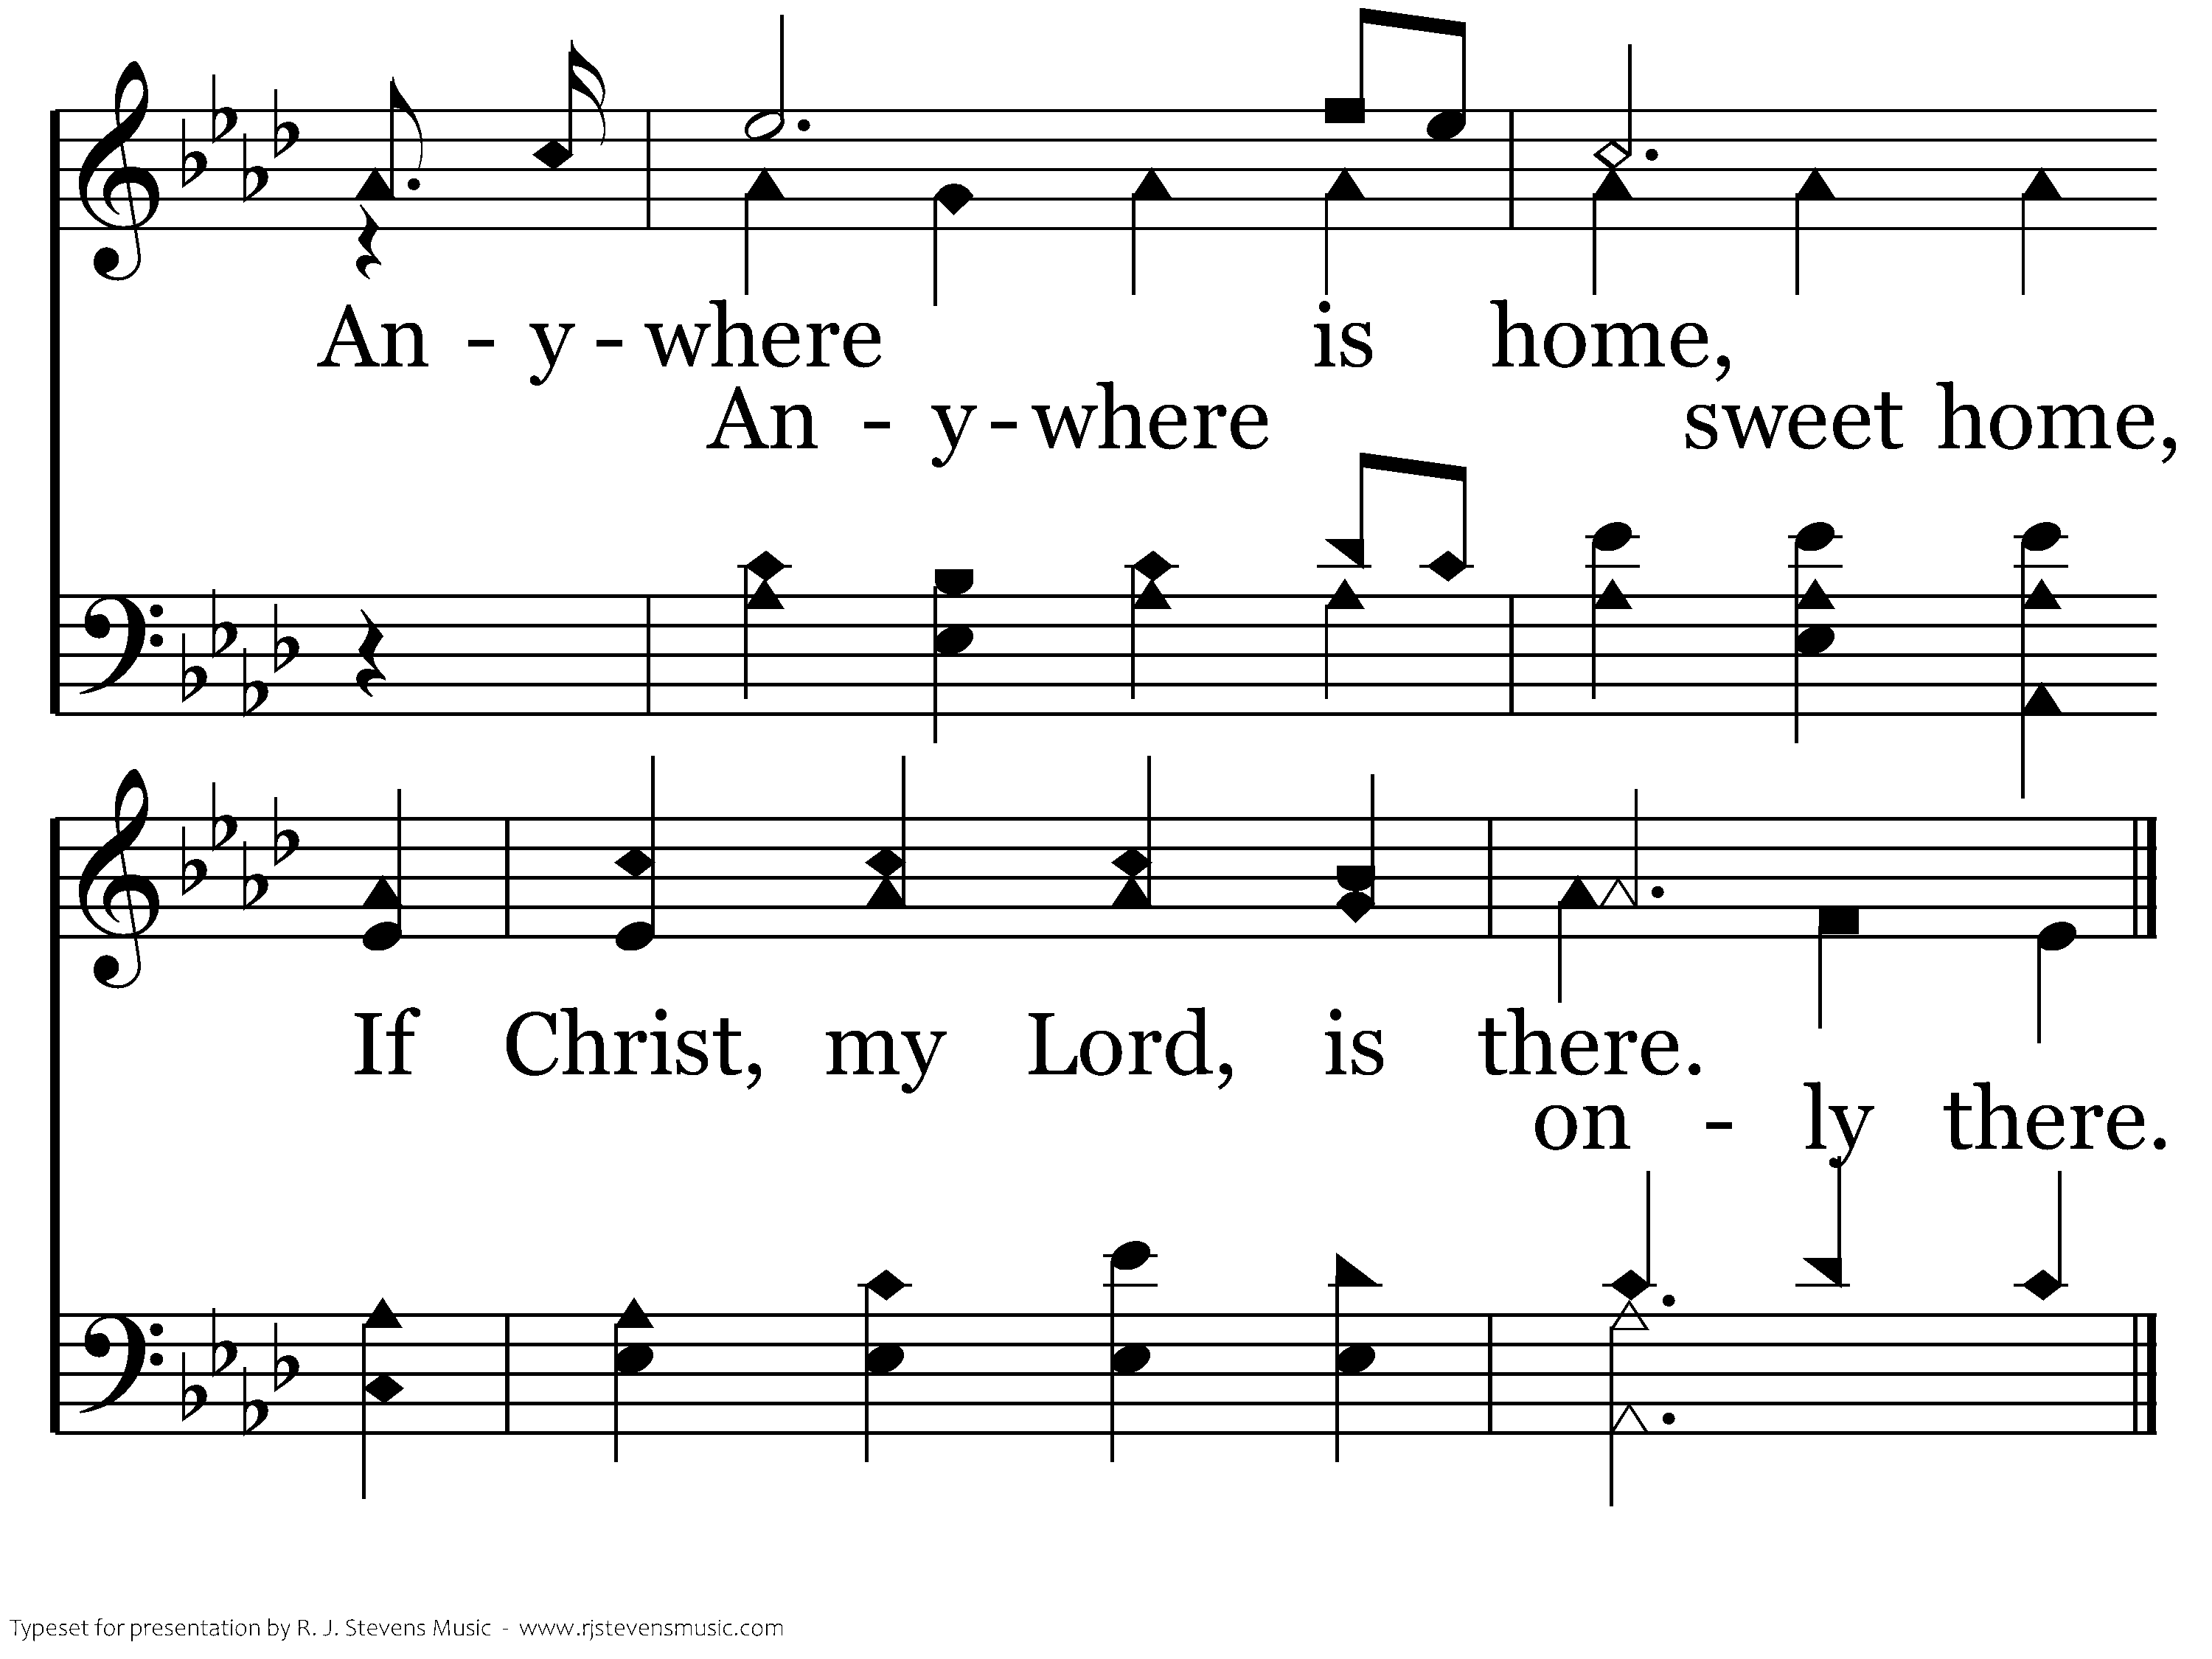 An - y - where is home,
An - y - where sweet home,
If Christ, my Lord, is there.
on - ly there.
Typeset for presentation by R. J. Stevens Music - www.rjstevensmusic.com